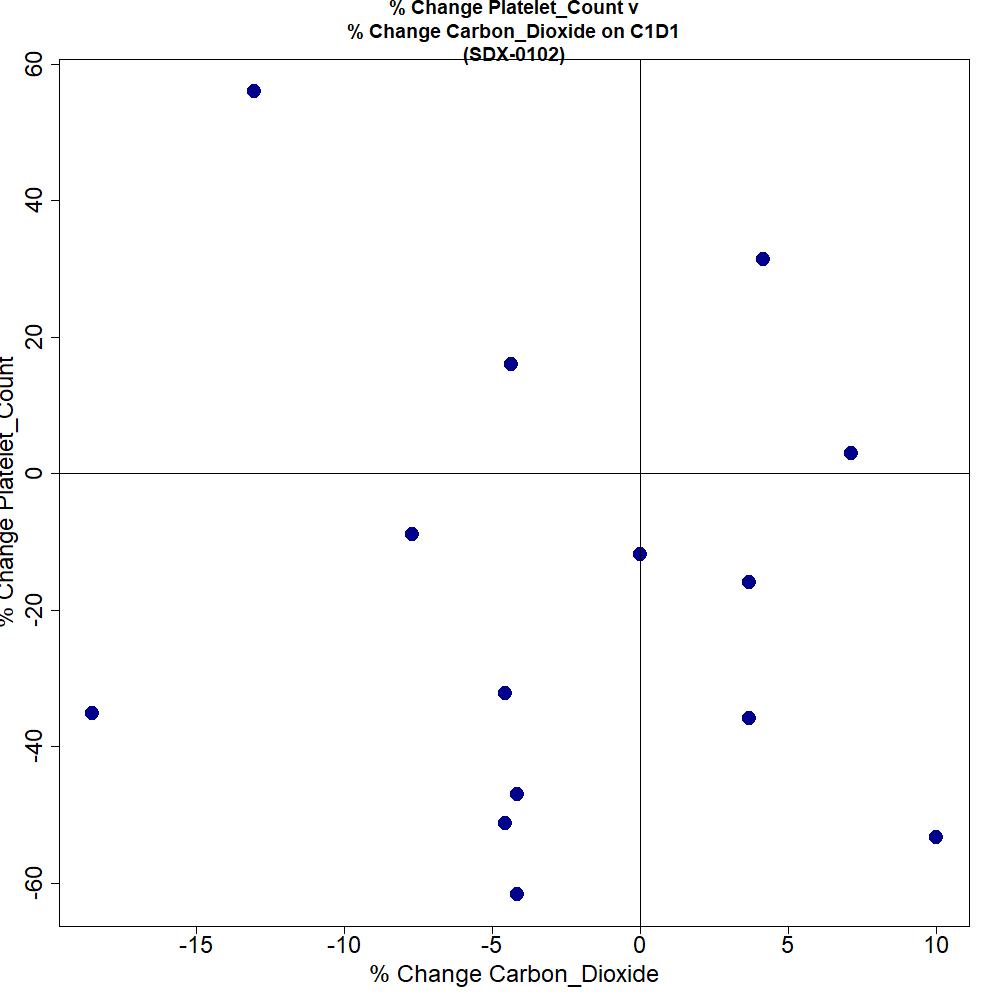 % Change Platelet_Count v
% Change Carbon_Dioxide on C1D1
(SDX-0102)
% Change Platelet_Count
60
40
20
0
-20
-40
-60
-15
-10
-5
0
5
10
% Change Carbon_Dioxide